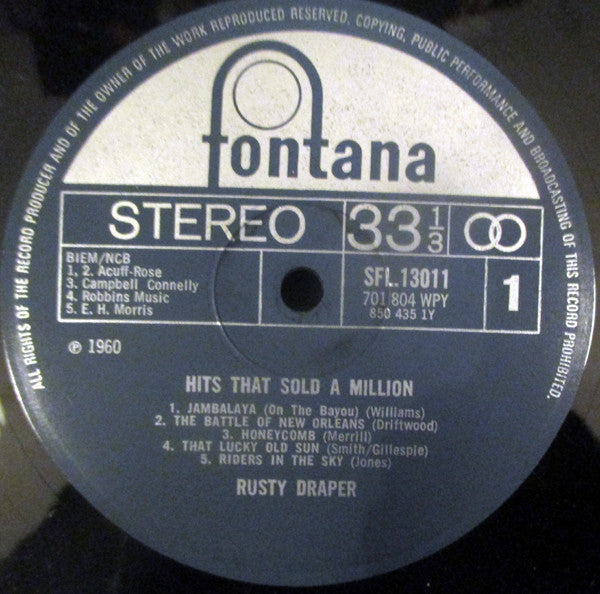 ALL RIGHTS OF THE RECORD PRODUCER AND OF THE OWNER OF THE WORK REPRODUCED RESERVED. COPYING, PUBLIC PERFORMANCE AND BROADCASTING OF THIS RECORD PROHIBITED.
fontana
STEREO 33 1/3
BIEM/NCB
1. 2. Acuff-Rose
3. Campbell Connelly
4. Robbins Music
5. E. H. Morris
SFL.13011
701 804 WPY
850 435 1Y
1
℗ 1960
HITS THAT SOLD A MILLION
1. JAMBALAYA (On The Bayou) (Williams)
2. THE BATTLE OF NEW ORLEANS (Driftwood)
3. HONEYCOMB (Merrill)
4. THAT LUCKY OLD SUN (Smith/Gillespie)
5. RIDERS IN THE SKY (Jones)
RUSTY DRAPER